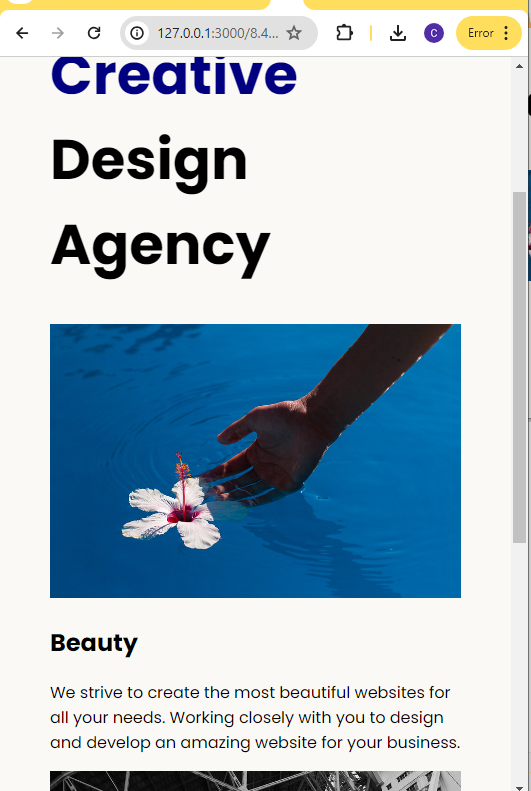 127.0.0.1:3000/8.4...
C
Error
Creative
Design
Agency
Beauty
We strive to create the most beautiful websites for
all your needs. Working closely with you to design
and develop an amazing website for your business.